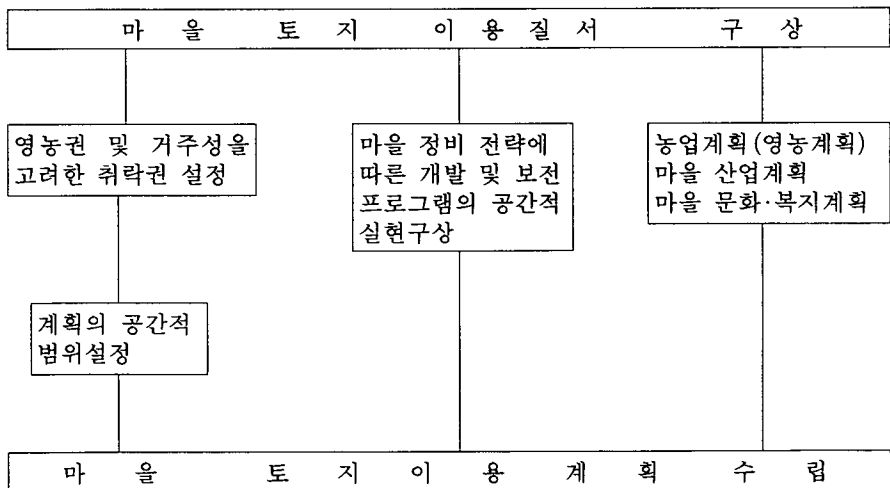 마을 토지 이용질서 구상
영농권 및 거주성을
고려한 취락권 설정
마을 정비 전략에
따른 개발 및 보전
프로그램의 공간적
실현구상
농업계획(영농계획)
마을 산업계획
마을 문화·복지계획
계획의 공간적
범위설정
마을 토지이용계획 수립